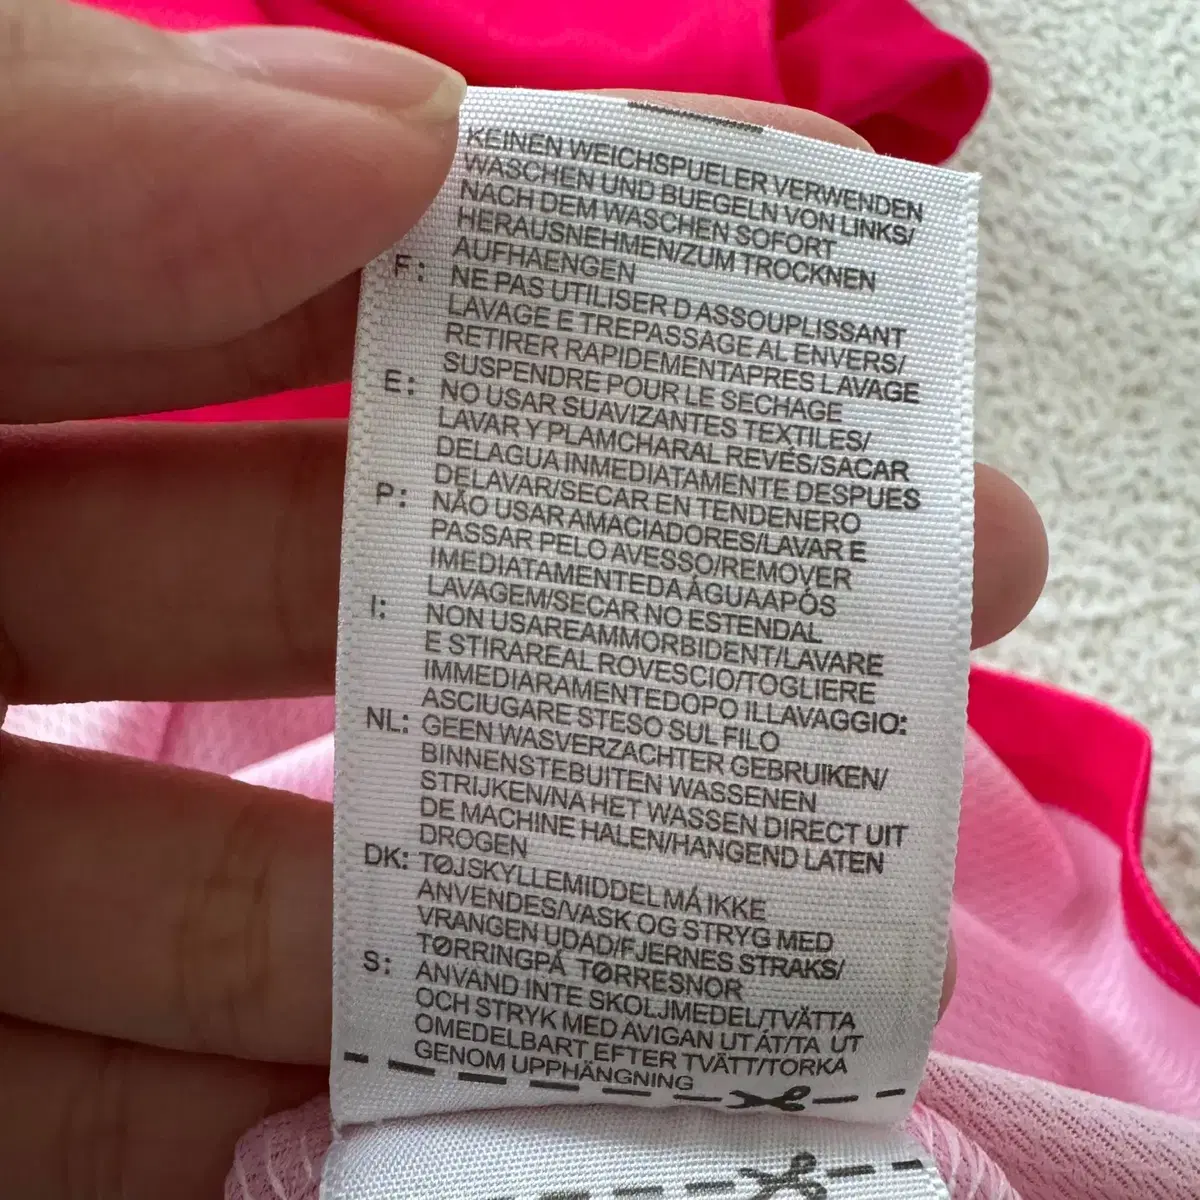 KEINEN WEICHSPUELER VERWENDEN
WASCHEN UND BUEGELN VON LINKS/
NACH DEM WASCHEN SOFORT
HERAUSNEHMEN/ZUM TROCKNEN
AUFHAENGEN
F: NE PAS UTILISER D ASSOUPLISSANT
LAVAGE E TREPASSAGE AL ENVERS/
RETIRER RAPIDEMENTAPRES LAVAGE
SUSPENDRE POUR LE SECHAGE
E: NO USAR SUAVIZANTES TEXTILES/
LAVAR Y PLAMCHARAL REVÉS/SACAR
DELAGUA INMEDIATAMENTE DESPUES
DELAVAR/SECAR EN TENDENERO
P: NÃO USAR AMACIADORES/LAVAR E
PASSAR PELO AVESSO/REMOVER
IMEDIATAMENTEDA ÁGUAAPÓS
LAVAGEM/SECAR NO ESTENDAL
I: NON USAREAMMORBIDENT/LAVARE
E STIRAREAL ROVESCIO/TOGLIERE
IMMEDIARAMENTEDOPO ILLAVAGGIO:
ASCIUGARE STESO SUL FILO
NL: GEEN WASVERZACHTER GEBRUIKEN/
BINNENSTEBUITEN WASSENEN
STRIJKEN/NA HET WASSEN DIRECT UIT
DE MACHINE HALEN/HANGEND LATEN
DROGEN
DK: TØJSKYLLEMIDDEL MÁ IKKE
ANVENDES/VASK OG STRYG MED
VRANGEN UDAD/FJERNES STRAKS/
TØRRINGPÁ TØRRESNOR
S: ANVAND INTE SKOLJMEDEL/TVÄTTA
OCH STRYK MED AVIGAN UT ÁT/TA UT
OMEDELBART EFTER TVÄTT/TORKA
GENOM UPPHÄNGNING